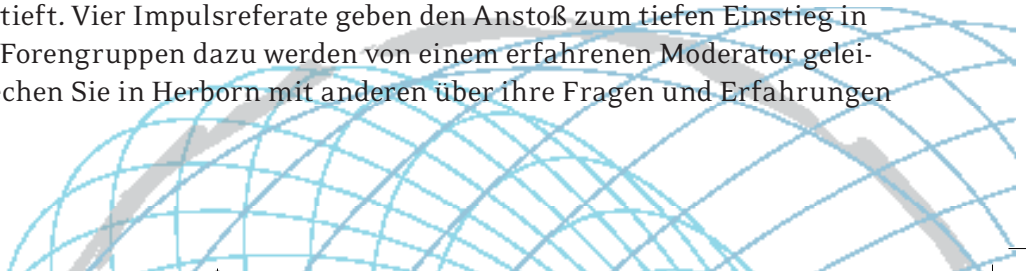 tieft. Vier Impulsreferate geben den Anstoß zum tiefen Einstieg in
Forengruppen dazu werden von einem erfahrenen Moderator gelei-
chen Sie in Herborn mit anderen über ihre Fragen und Erfahrungen